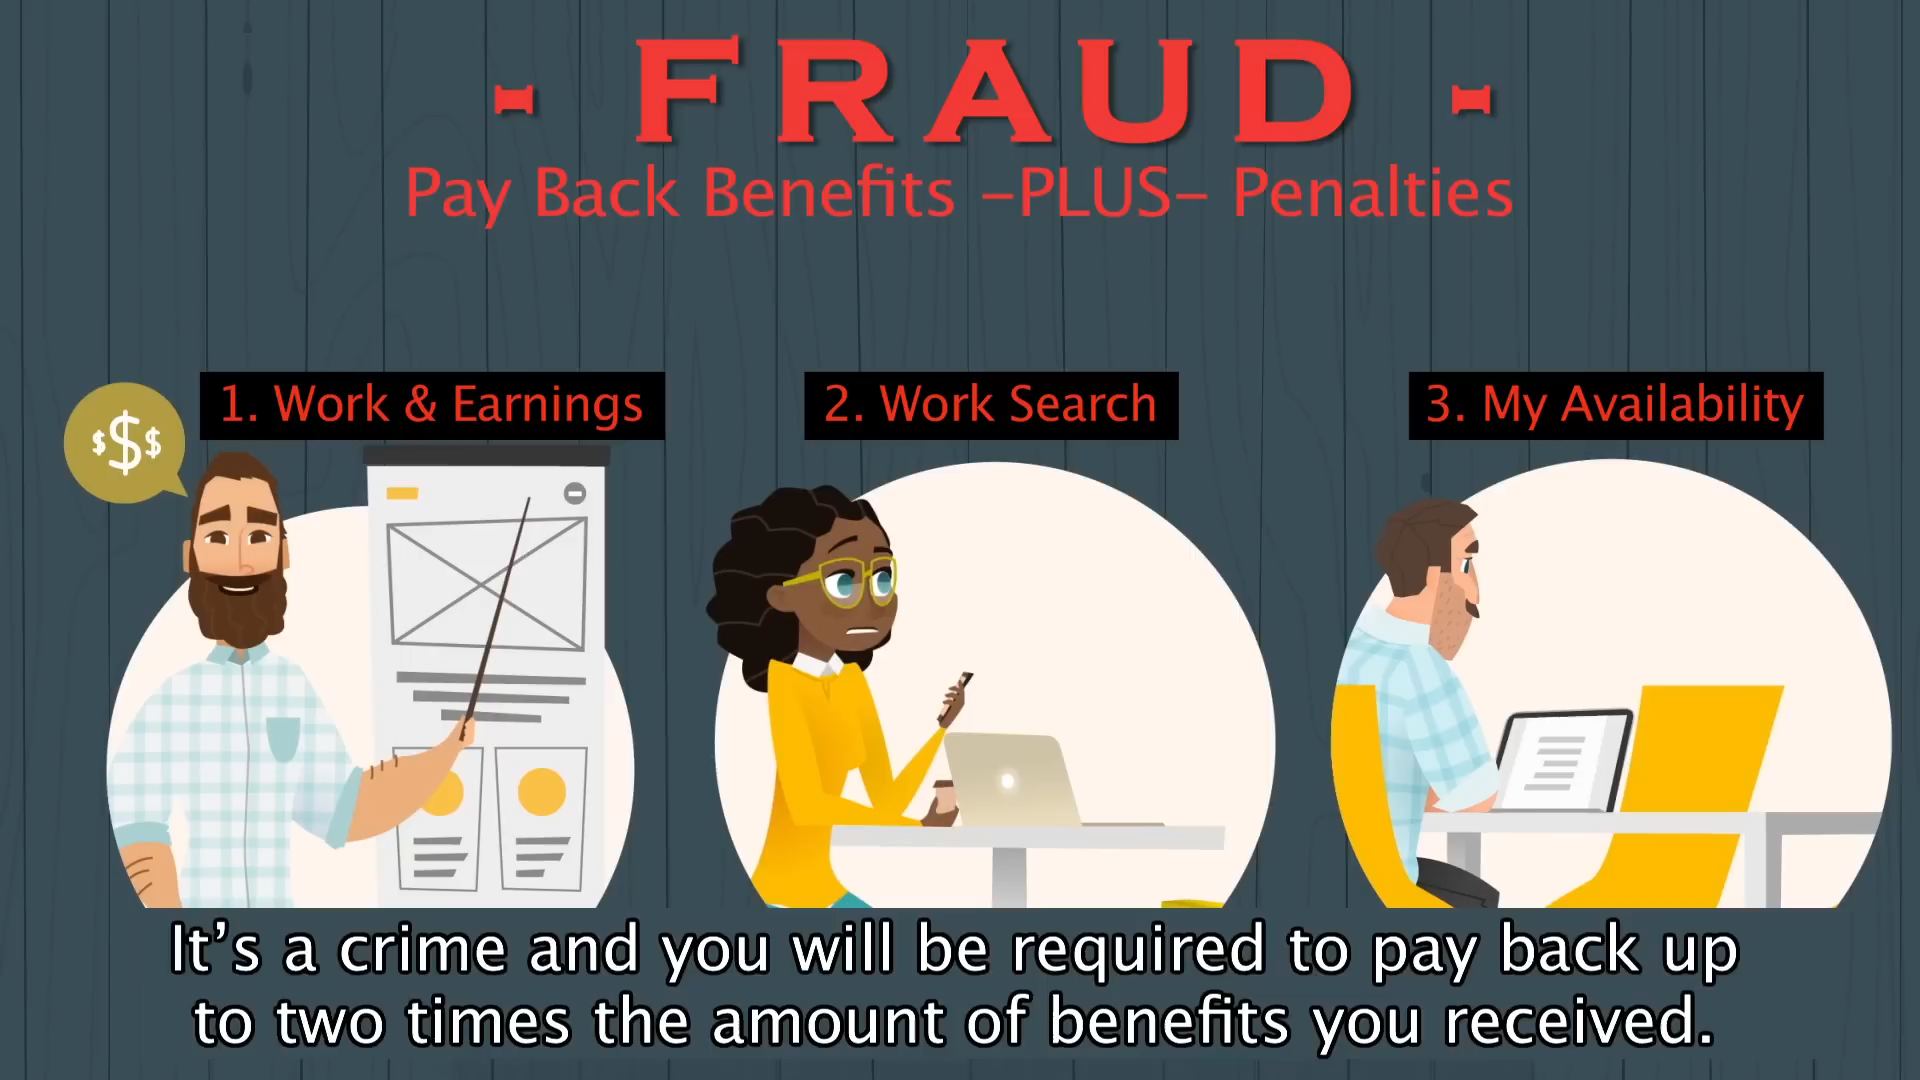 - FRAUD -
Pay Back Benefits –PLUS– Penalties
1. Work & Earnings
2. Work Search
3. My Availability
$$$
It’s a crime and you will be required to pay back up
to two times the amount of benefits you received.